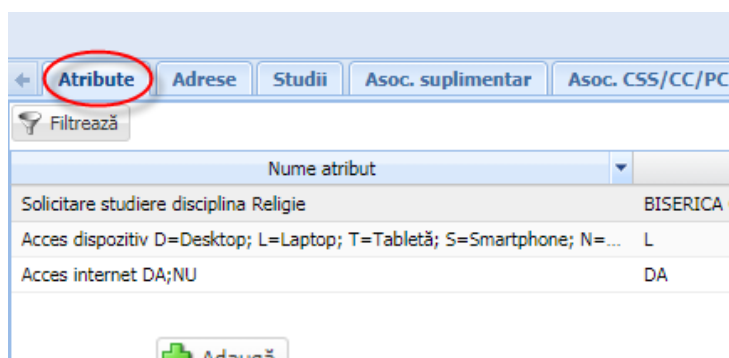 Atribute Adrese Studii Asoc. suplimentar Asoc. CSS/CC/PC
Filtrează
Nume atribut
Solicitare studiere disciplina Religie BISERICA
Acces dispozitiv D=Desktop; L=Laptop; T=Tabletă; S=Smartphone; N=... L
Acces internet DA;NU DA
Adaugă